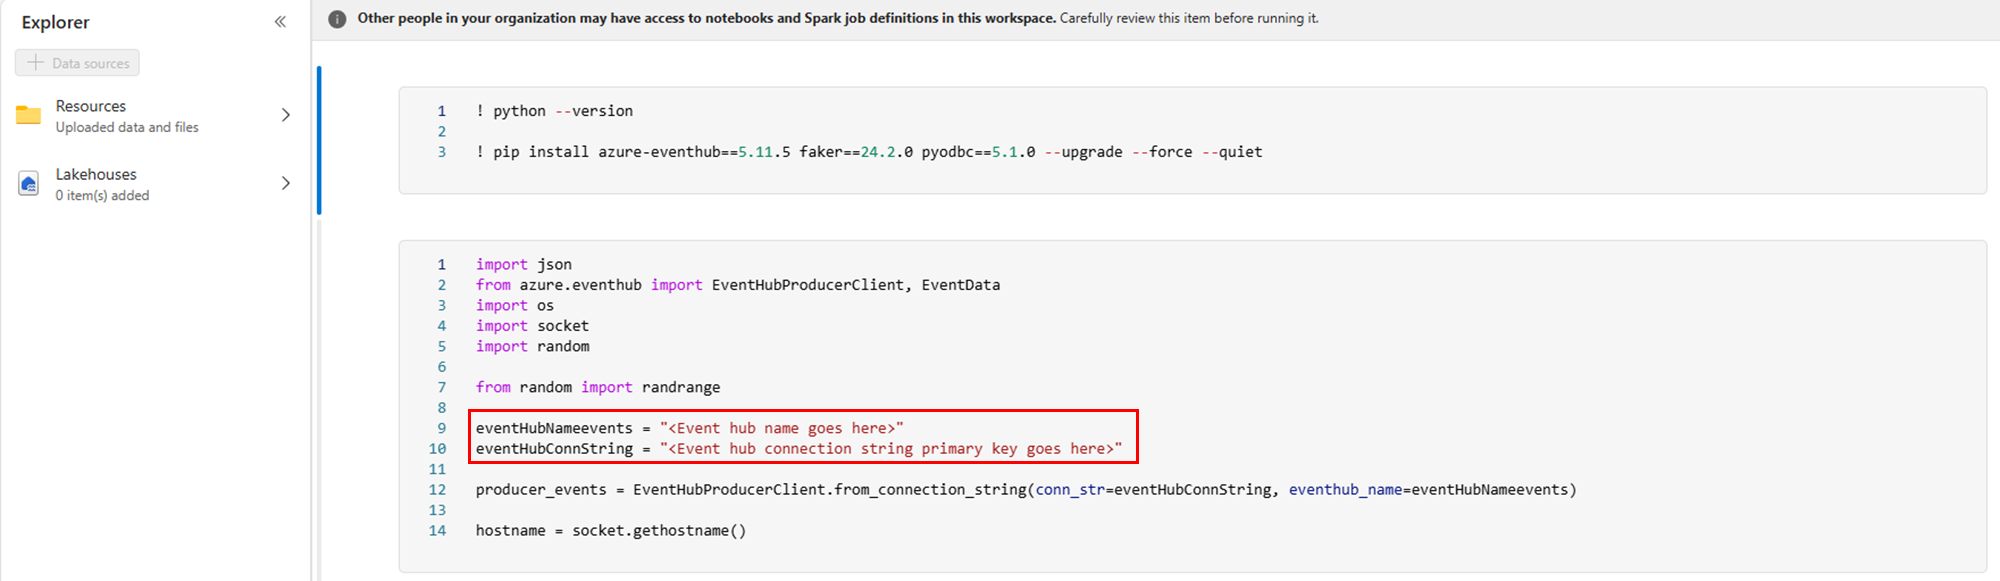 Explorer
Data sources
Resources
Uploaded data and files
Lakehouses
0 item(s) added
Other people in your organization may have access to notebooks and Spark job definitions in this workspace. Carefully review this item before running it.
1 ! python --version
2
3 ! pip install azure-eventhub==5.11.5 faker==24.2.0 pyodbc==5.1.0 --upgrade --force --quiet
1 import json
2 from azure.eventhub import EventHubProducerClient, EventData
3 import os
4 import socket
5 import random
6
7 from random import randrange
8
9 eventHubNameevents = "<Event hub name goes here>"
10 eventHubConnString = "<Event hub connection string primary key goes here>"
11
12 producer_events = EventHubProducerClient.from_connection_string(conn_str=eventHubConnString, eventhub_name=eventHubNameevents)
13
14 hostname = socket.gethostname()